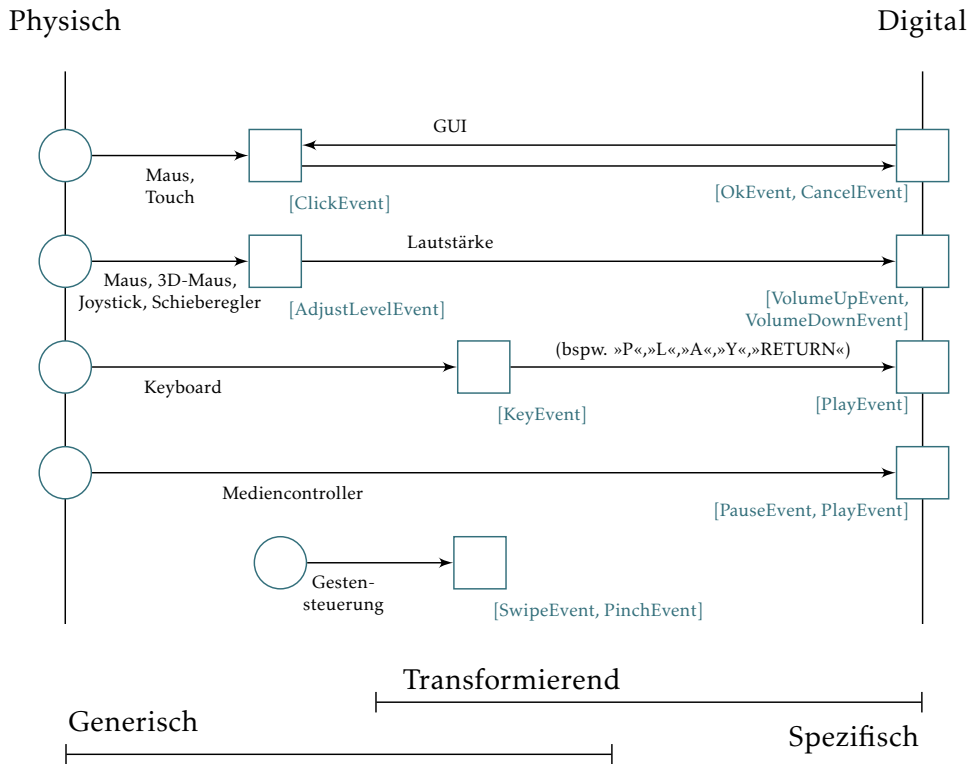 Physisch
Digital
GUI
Maus,
Touch
[ClickEvent]
[OkEvent, CancelEvent]
Lautstärke
Maus, 3D-Maus,
Joystick, Schieberegler
[AdjustLevelEvent]
[VolumeUpEvent,
VolumeDownEvent]
(bspw. »P«,»L«,»A«,»Y«,»RETURN«)
Keyboard
[KeyEvent]
[PlayEvent]
Mediencontroller
[PauseEvent, PlayEvent]
Gesten-
steuerung
[SwipeEvent, PinchEvent]
Transformierend
Generisch
Spezifisch